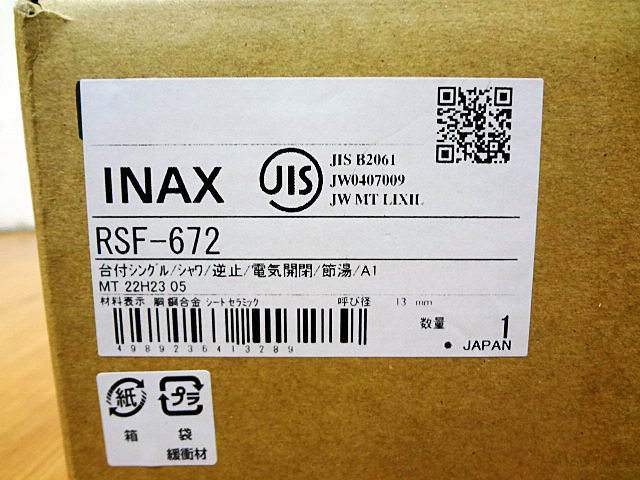 INAX
JIS
JIS B2061
JW0407009
JW MT LIXIL
RSF-672
台付シングル/シャワ/逆止/電気開閉/節湯/A1
MT 22H23 05
材料表示 胴 銅合金 シートセラミック 呼び径 13 mm
4989236413289
数量 1
● JAPAN
紙 プラ
箱 袋
緩衝材